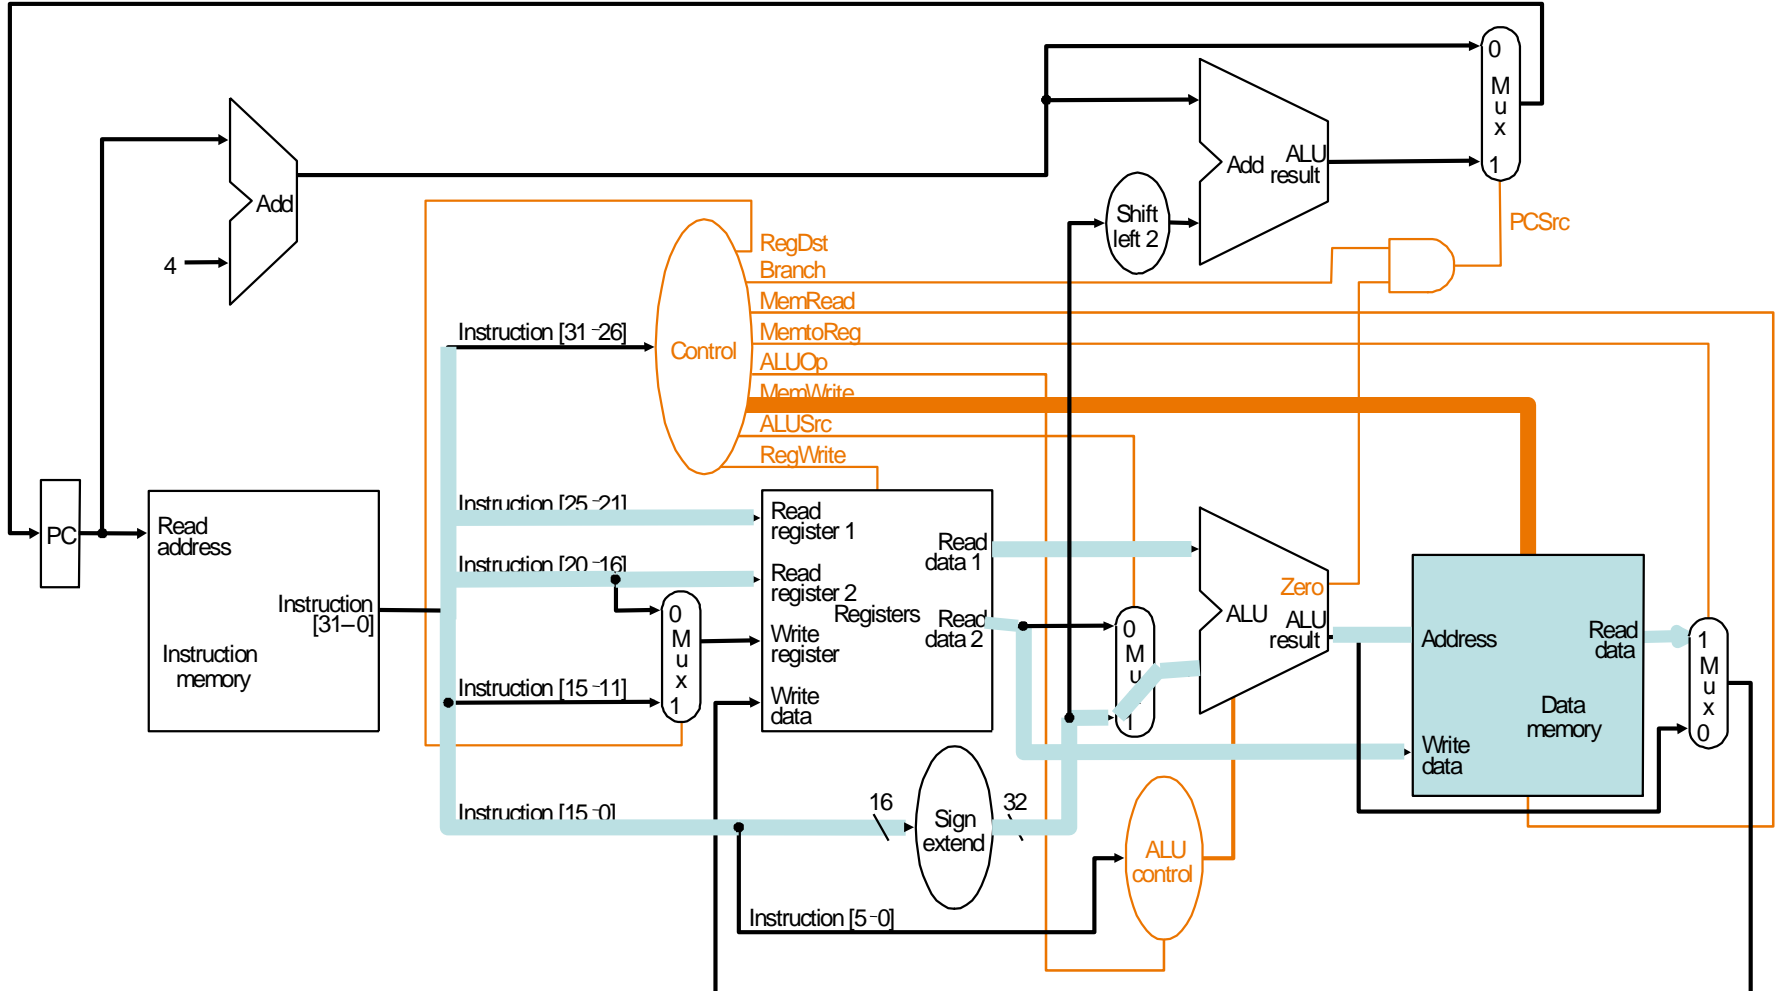 0
M
u
x
1
Add
ALU
result
Shift
left 2
PCSrc
Add
4
RegDst
Branch
MemRead
MemtoReg
ALUOp
MemWrite
ALUSrc
RegWrite
Control
Instruction [31–26]
Instruction [25–21]
Instruction [20–16]
Instruction [15–11]
Instruction [15–0]
Instruction [5–0]
PC
Read
address
Instruction
[31–0]
Instruction
memory
0
M
u
x
1
Read
register 1
Read
register 2
Write
register
Write
data
Registers
Read
data 1
Read
data 2
0
M
u
Zero
ALU
ALU
result
Address
Read
data
Data
memory
Write
data
1
M
u
x
0
16
Sign
extend
32
ALU
control